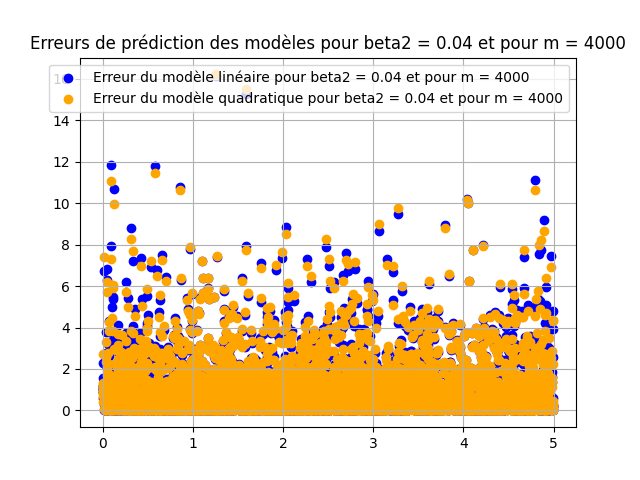 Erreurs de prédiction des modèles pour beta2 = 0.04 et pour m = 4000
Erreur du modèle linéaire pour beta2 = 0.04 et pour m = 4000
Erreur du modèle quadratique pour beta2 = 0.04 et pour m = 4000
16
14
12
10
8
6
4
2
0
0 1 2 3 4 5